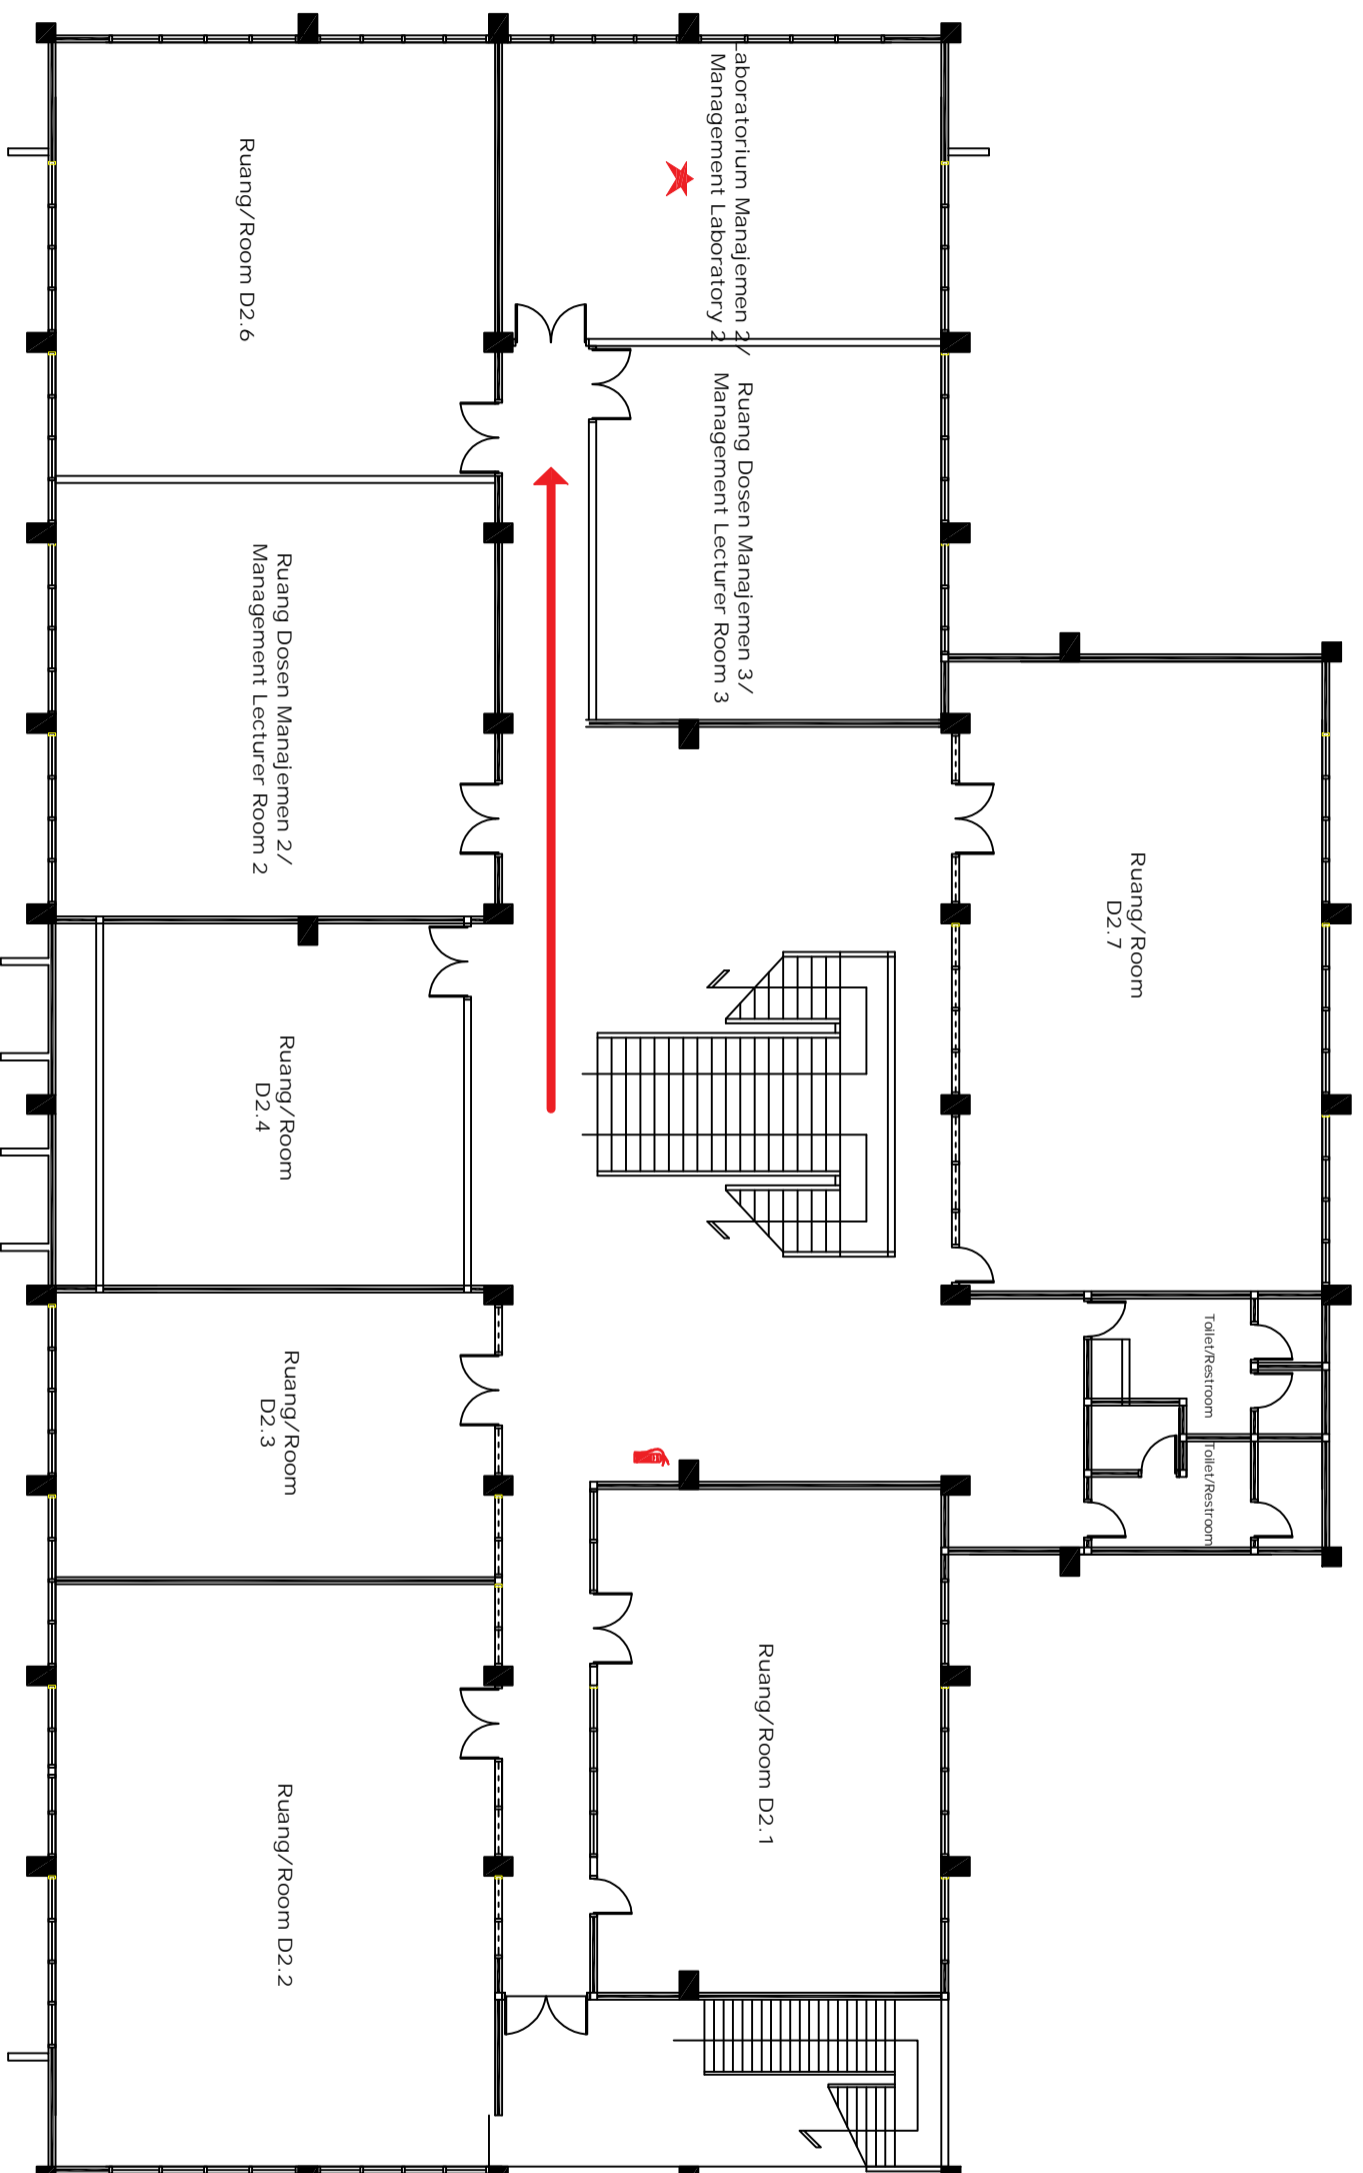 Laboratorium Manajemen 2/
Management Laboratory 2
Ruang Dosen Manajemen 3/
Management Lecturer Room 3
Ruang/Room D2.6
Ruang Dosen Manajemen 2/
Management Lecturer Room 2
Ruang/Room
D2.7
Ruang/Room
D2.4
Ruang/Room
D2.3
Toilet/Restroom
Toilet/Restroom
Ruang/Room D2.1
Ruang/Room D2.2